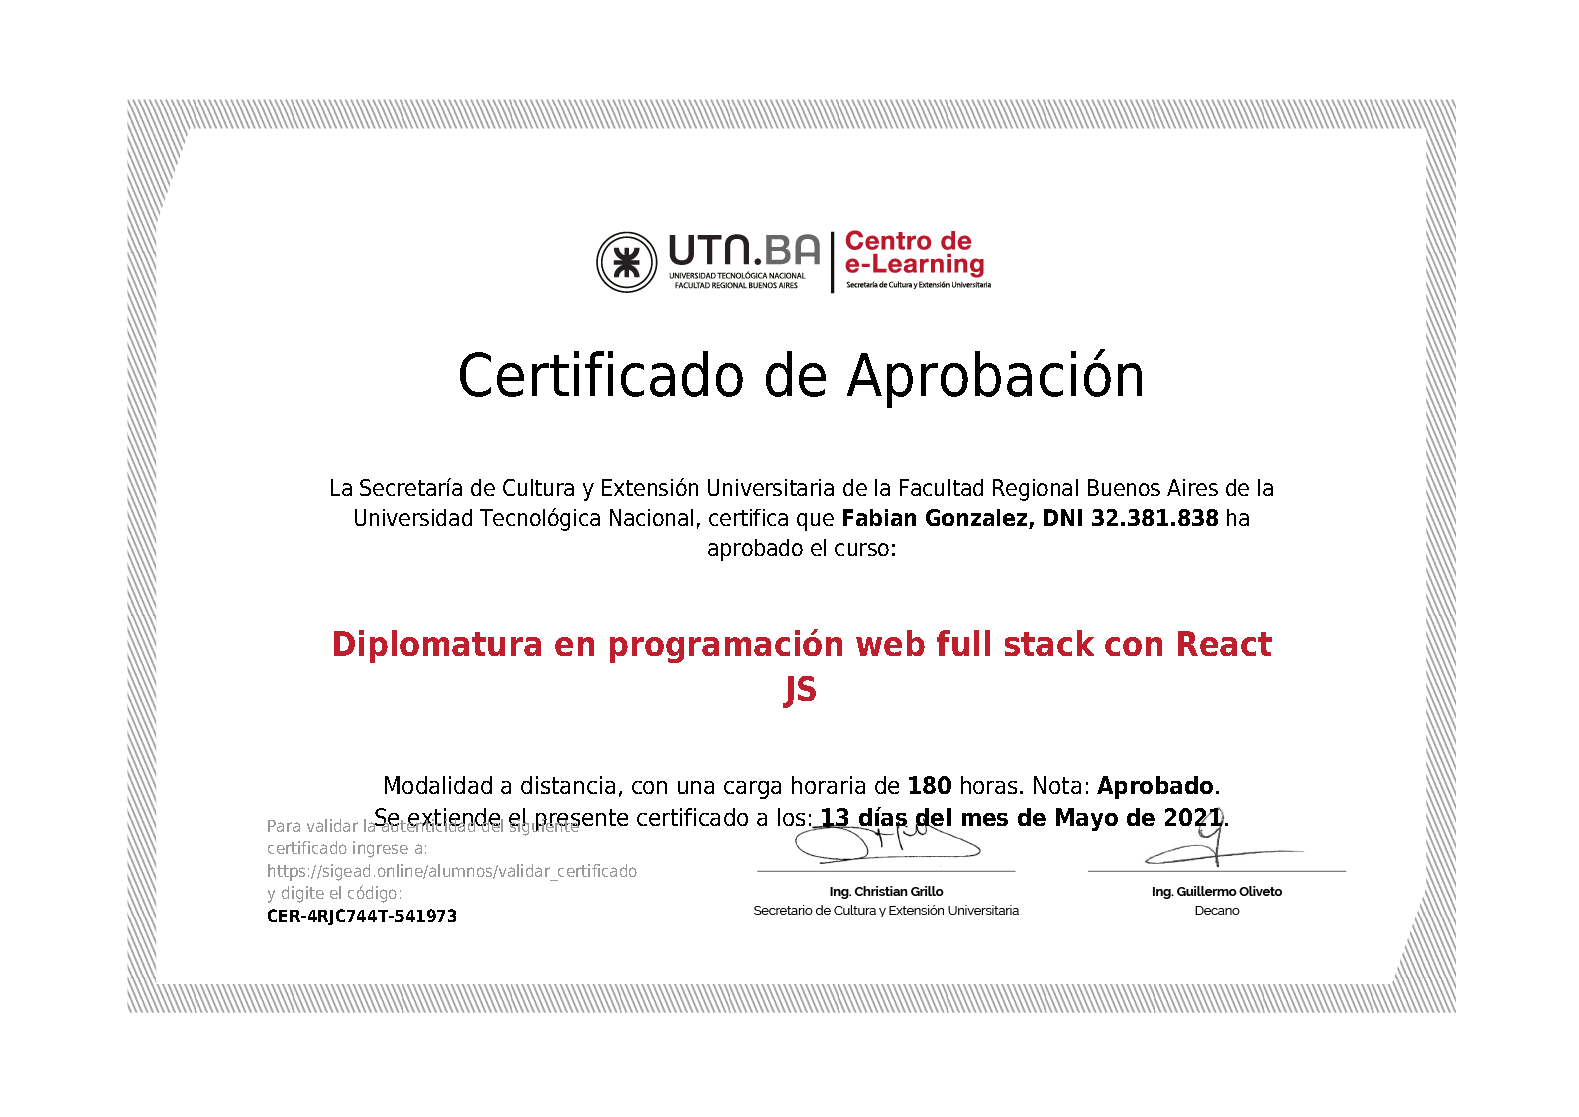 UTN.BA
UNIVERSIDAD TECNOLÓGICA NACIONAL
FACULTAD REGIONAL BUENOS AIRES
Centro de
e-Learning
Secretaría de Cultura y Extensión Universitaria
Certificado de Aprobación
La Secretaría de Cultura y Extensión Universitaria de la Facultad Regional Buenos Aires de la
Universidad Tecnológica Nacional, certifica que Fabian Gonzalez, DNI 32.381.838 ha
aprobado el curso:
Diplomatura en programación web full stack con React
JS
Modalidad a distancia, con una carga horaria de 180 horas. Nota: Aprobado.
Se extiende el presente certificado a los: 13 días del mes de Mayo de 2021.
Para validar la autenticidad del siguiente
certificado ingrese a:
https://sigead.online/alumnos/validar_certificado
y digite el código:
CER-4RJC744T-541973
Ing. Christian Grillo
Secretario de Cultura y Extensión Universitaria
Ing. Guillermo Oliveto
Decano